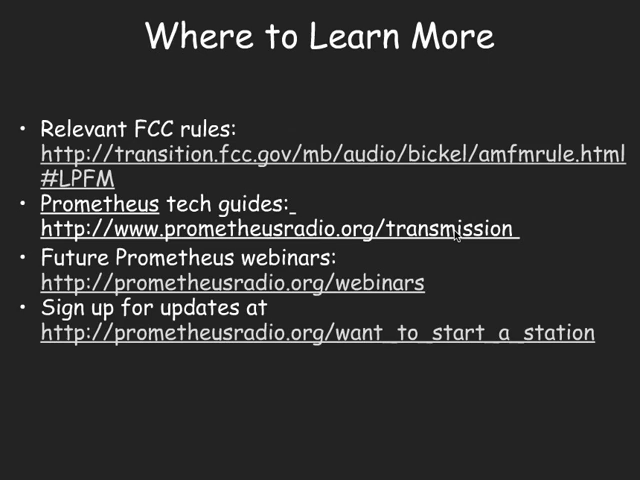 Where to Learn More
• Relevant FCC rules:
http://transition.fcc.gov/mb/audio/bickel/amfmrule.html
#LPFM
• Prometheus tech guides:
http://www.prometheusradio.org/transmission
• Future Prometheus webinars:
http://prometheusradio.org/webinars
• Sign up for updates at
http://prometheusradio.org/want_to_start_a_station